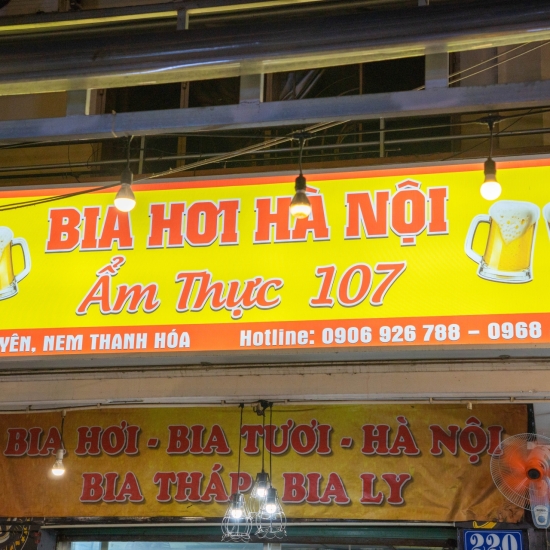 BIA HƠI HÀ NỘI
Ẩm Thực 107
YÊN, NEM THANH HÓA Hotline: 0906 926 788 - 0968
BIA HƠI - BIA TƯƠI - HÀ NỘI
BIA THÁP - BIA LY
220